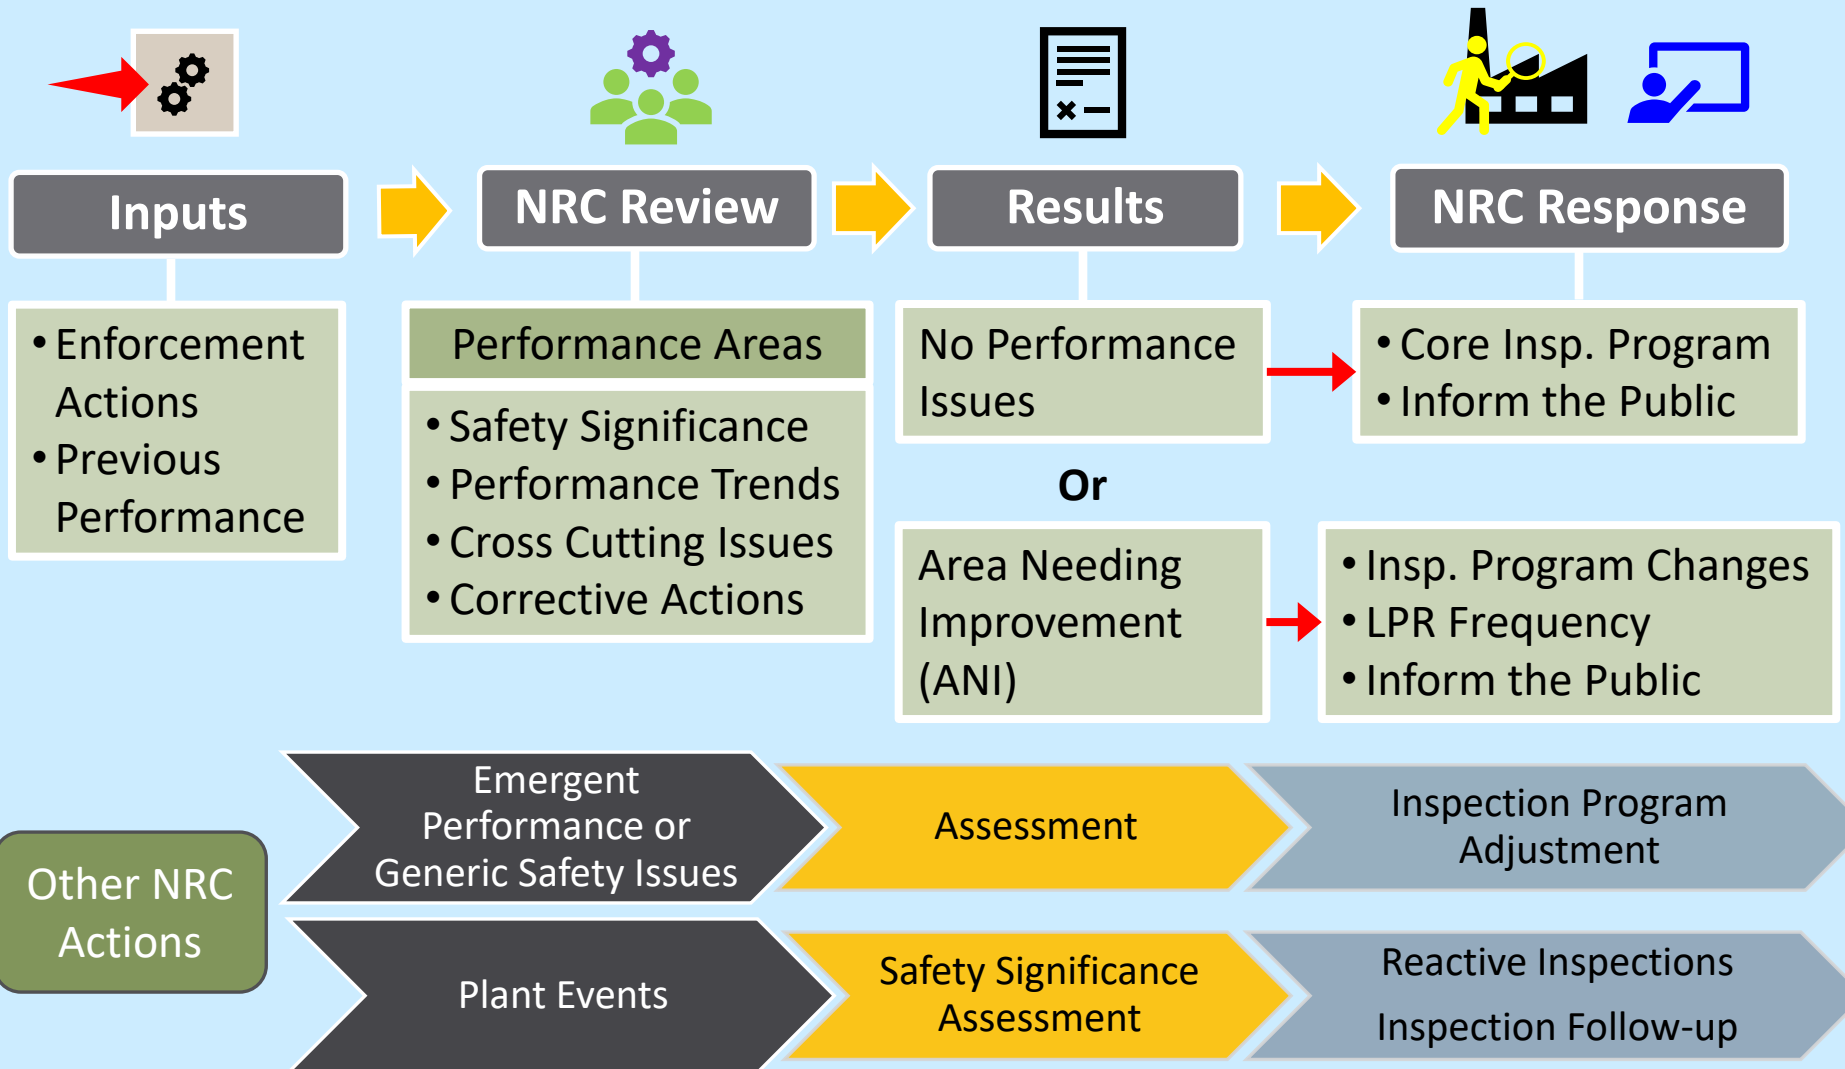 Inputs
NRC Review
Results
NRC Response
• Enforcement
Actions
• Previous
Performance
Performance Areas
• Safety Significance
• Performance Trends
• Cross Cutting Issues
• Corrective Actions
No Performance
Issues
Or
Area Needing
Improvement
(ANI)
• Core Insp. Program
• Inform the Public
• Insp. Program Changes
• LPR Frequency
• Inform the Public
Other NRC
Actions
Emergent
Performance or
Generic Safety Issues
Assessment
Inspection Program
Adjustment
Plant Events
Safety Significance
Assessment
Reactive Inspections
Inspection Follow-up